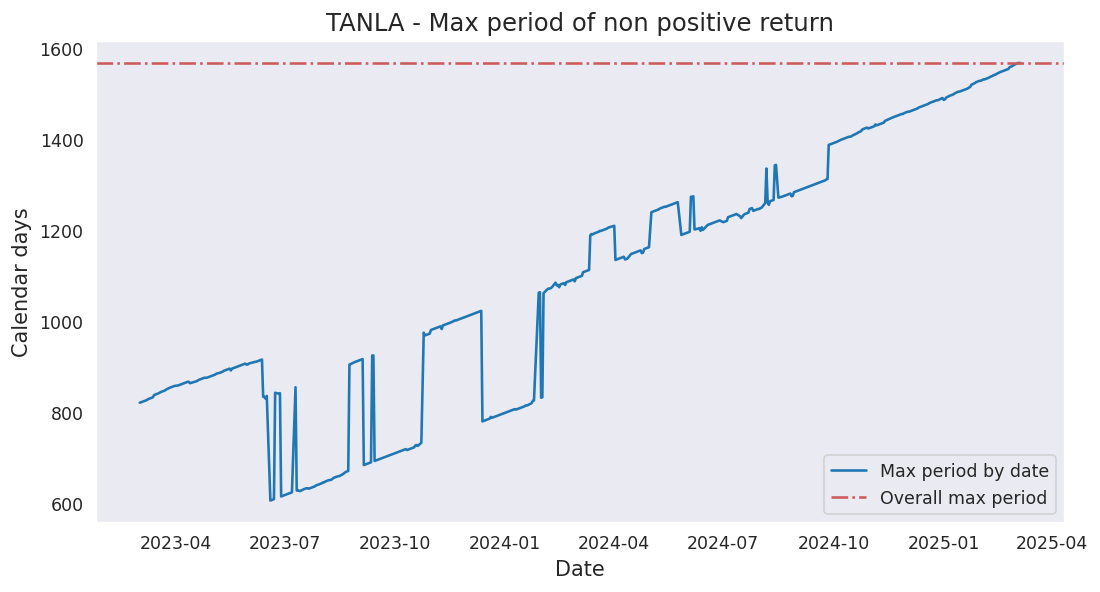 TANLA - Max period of non positive return
1600
1400
1200
1000
800
600
Calendar days
2023-04 2023-07 2023-10 2024-01 2024-04 2024-07 2024-10 2025-01 2025-04
Date
Max period by date
Overall max period